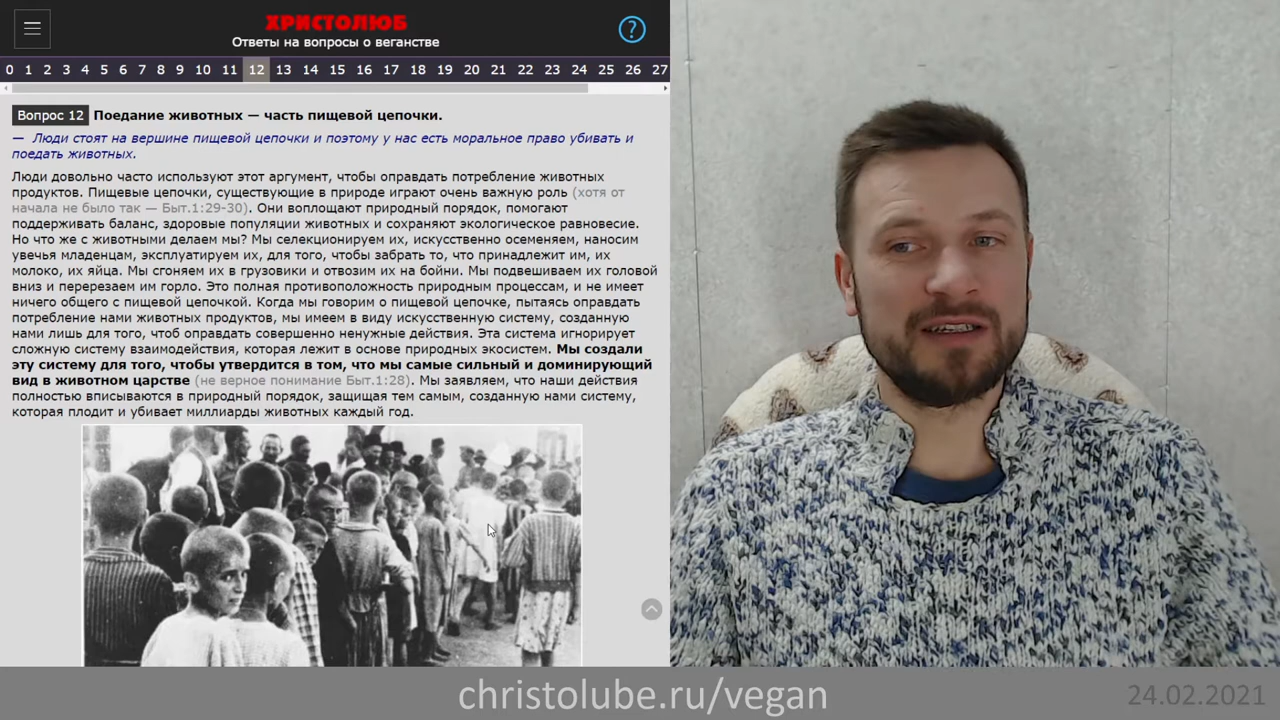 ХРИСТОЛЮБ
Ответы на вопросы о веганстве
?
0 1 2 3 4 5 6 7 8 9 10 11 12 13 14 15 16 17 18 19 20 21 22 23 24 25 26 27
Вопрос 12 Поедание животных — часть пищевой цепочки.
— Люди стоят на вершине пищевой цепочки и поэтому у нас есть моральное право убивать и
поедать животных.
Люди довольно часто используют этот аргумент, чтобы оправдать потребление животных
продуктов. Пищевые цепочки, существующие в природе играют очень важную роль (хотя от
начала не было так — Быт.1:29-30). Они воплощают природный порядок, помогают
поддерживать баланс, здоровые популяции животных и сохраняют экологическое равновесие.
Но что же с животными делаем мы? Мы селекционируем их, искусственно осеменяем, наносим
увечья младенцам, эксплуатируем их, для того, чтобы забрать то, что принадлежит им, их
молоко, их яйца. Мы сгоняем их в грузовики и отвозим их на бойни. Мы подвешиваем их головой
вниз и перерезаем им горло. Это полная противоположность природным процессам, и не имеет
ничего общего с пищевой цепочкой. Когда мы говорим о пищевой цепочке, пытаясь оправдать
потребление нами животных продуктов, мы имеем в виду искусственную систему, созданную
нами лишь для того, чтоб оправдать совершенно ненужные действия. Эта система игнорирует
сложную систему взаимодействия, которая лежит в основе природных экосистем. Мы создали
эту систему для того, чтобы утвердится в том, что мы самые сильный и доминирующий
вид в животном царстве (не верное понимание Быт.1:28). Мы заявляем, что наши действия
полностью вписываются в природный порядок, защищая тем самым, созданную нами систему,
которая плодит и убивает миллиарды животных каждый год.
christolube.ru/vegan
24.02.2021